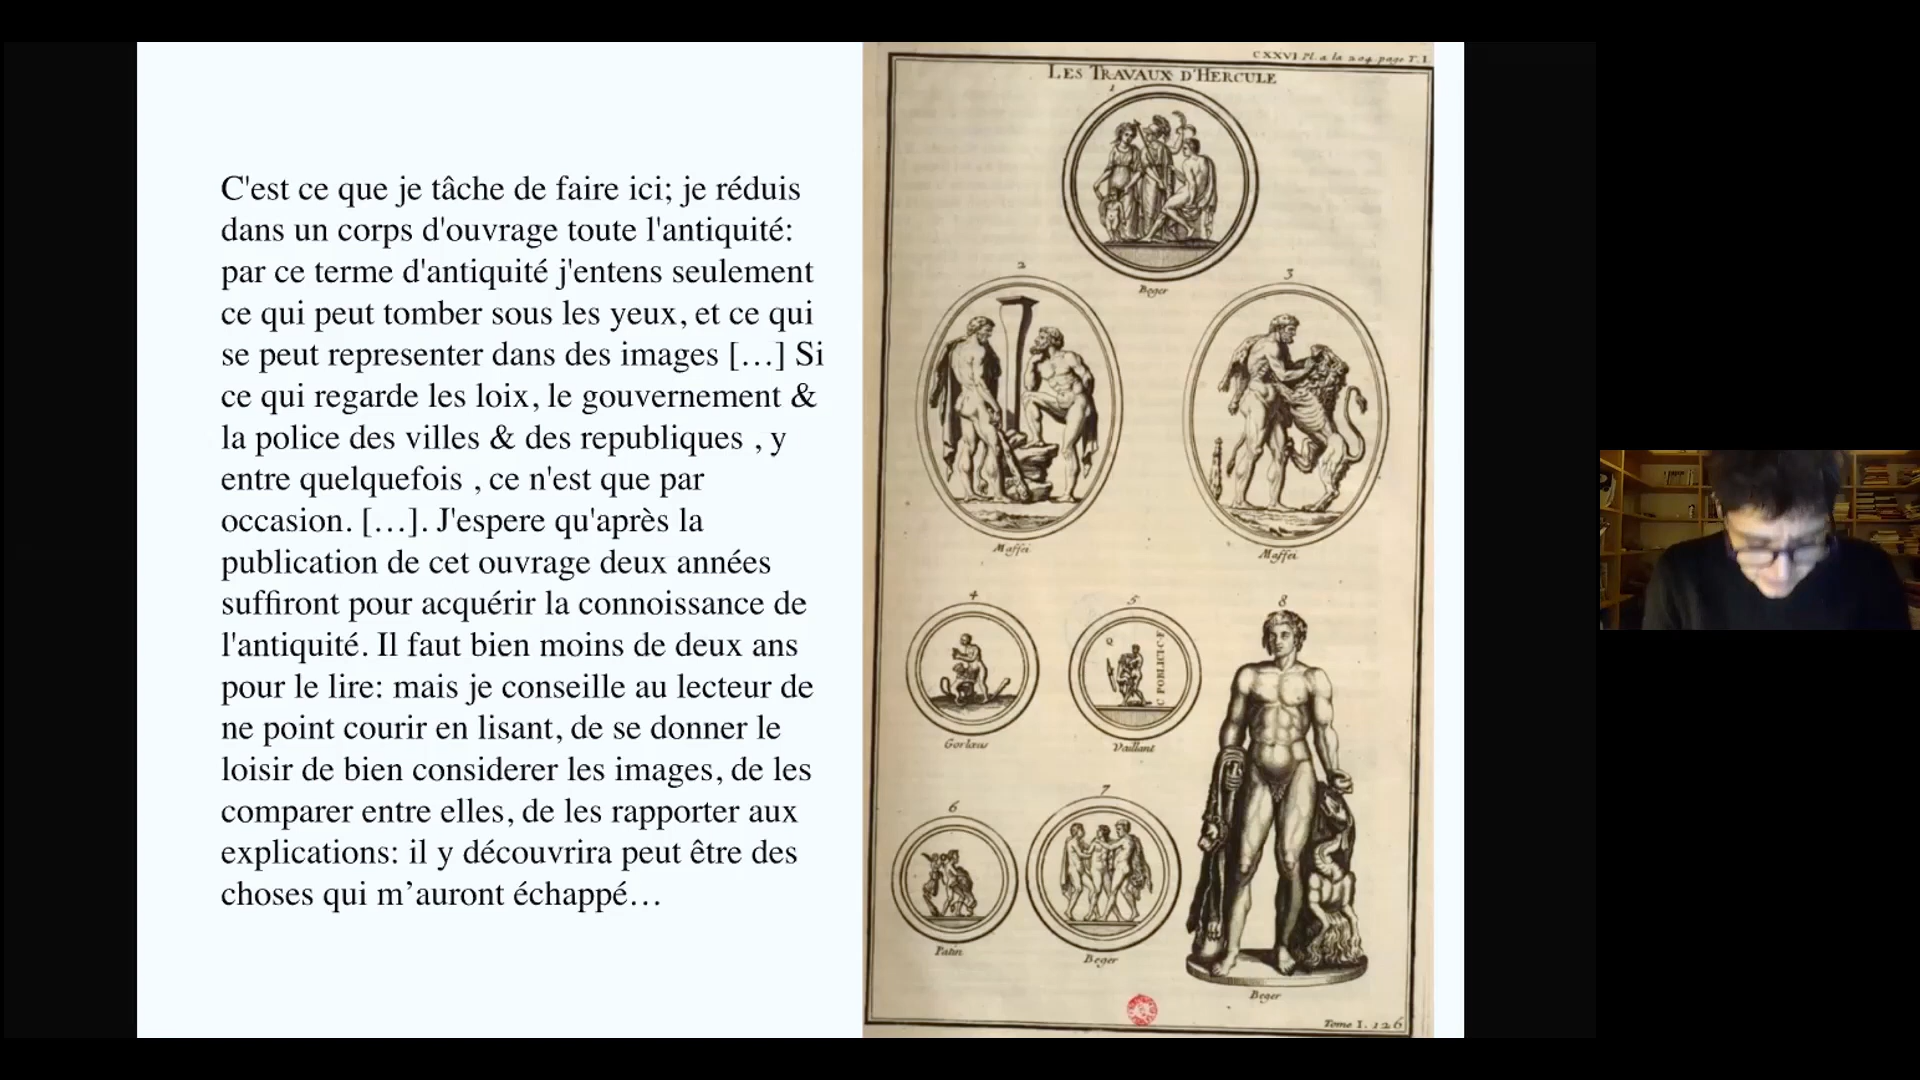 C'est ce que je tâche de faire ici; je réduis
dans un corps d'ouvrage toute l'antiquité:
par ce terme d'antiquité j'entens seulement
ce qui peut tomber sous les yeux, et ce qui
se peut representer dans des images […] Si
ce qui regarde les loix, le gouvernement &
la police des villes & des republiques , y
entre quelquefois , ce n'est que par
occasion. […]. J'espere qu'après la
publication de cet ouvrage deux années
suffiront pour acquérir la connoissance de
l'antiquité. Il faut bien moins de deux ans
pour le lire: mais je conseille au lecteur de
ne point courir en lisant, de se donner le
loisir de bien considerer les images, de les
comparer entre elles, de les rapporter aux
explications: il y découvrira peut être des
choses qui m’auront échappé…
CXXVI Pl. a la 204 page T. I.
LES TRAVAUX D'HERCULE
1
Beger
2
3
Maffei
Maffei
4
5
8
Q
C POBLICI·C·F
Gorlæus
Vaillant
6
7
Patin
Beger
Beger
Tome I. 126